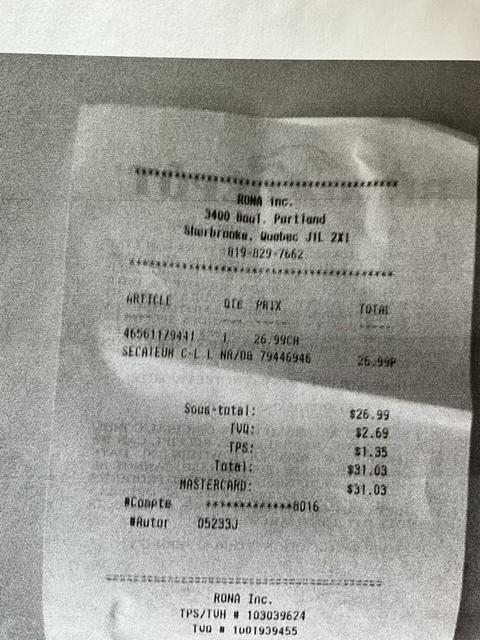 ************************************
RONA inc.
3400 Boul. Portland
Sherbrooke, Quebec J1L 2X1
819-829-7662
************************************
ARTICLE Qte PRIX TOTAL
46561179441 1 26.99CH
SECATEUR C-L I NR/OG 79446946 26.99P
Sous-total: $26.99
TVQ: $2.69
TPS: $1.35
Total: $31.03
MASTERCARD: $31.03
#Compte ************8016
#Autor 05233J
====================================
RONA Inc.
TPS/TVH # 103039624
TVQ # 1001939455